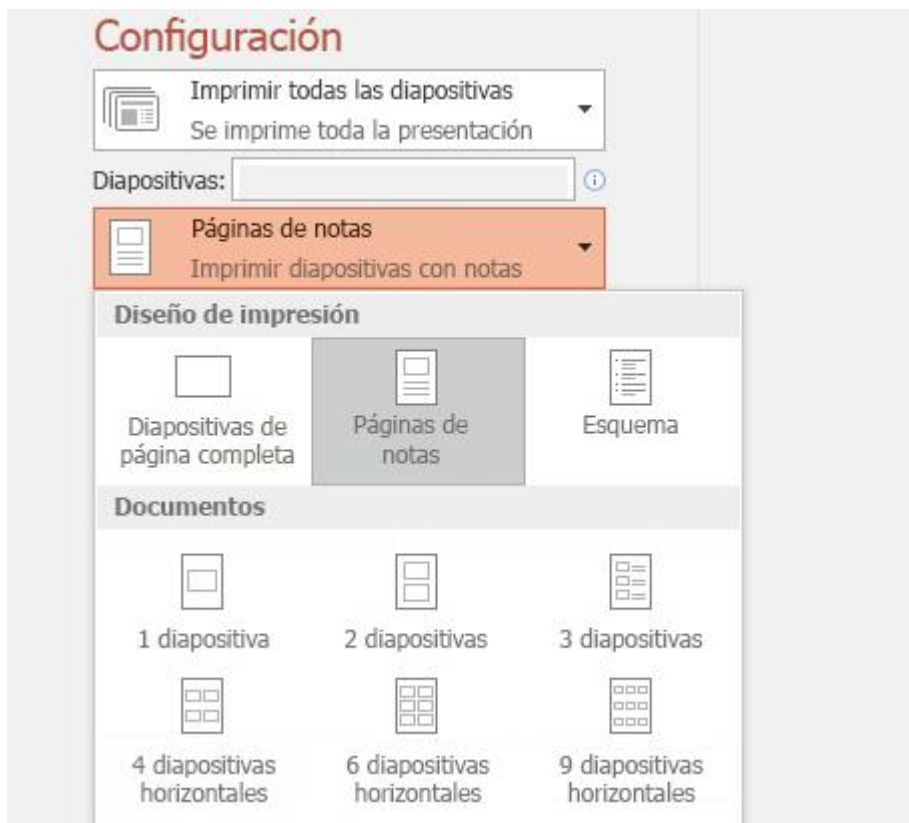 Configuración
Imprimir todas las diapositivas
Se imprime toda la presentación
Diapositivas:
Páginas de notas
Imprimir diapositivas con notas
Diseño de impresión
Diapositivas de
página completa
Páginas de
notas
Esquema
Documentos
1 diapositiva
2 diapositivas
3 diapositivas
4 diapositivas
horizontales
6 diapositivas
horizontales
9 diapositivas
horizontales